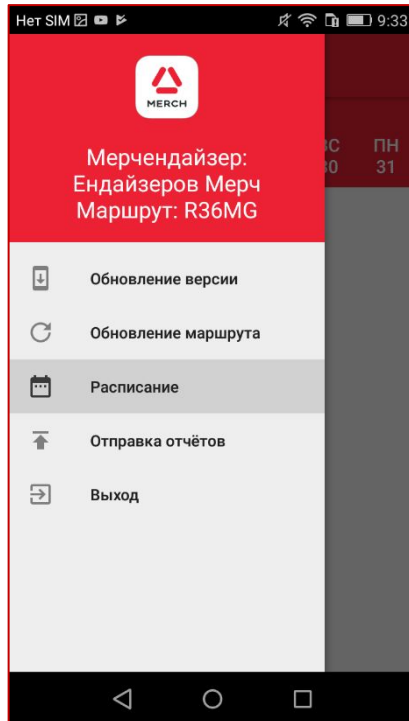 Нет SIM 9:33
MERCH
Мерчендайзер:
Ендайзеров Мерч
Маршрут: R36MG
ВС ПН
30 31
Обновление версии
Обновление маршрута
Расписание
Отправка отчётов
Выход